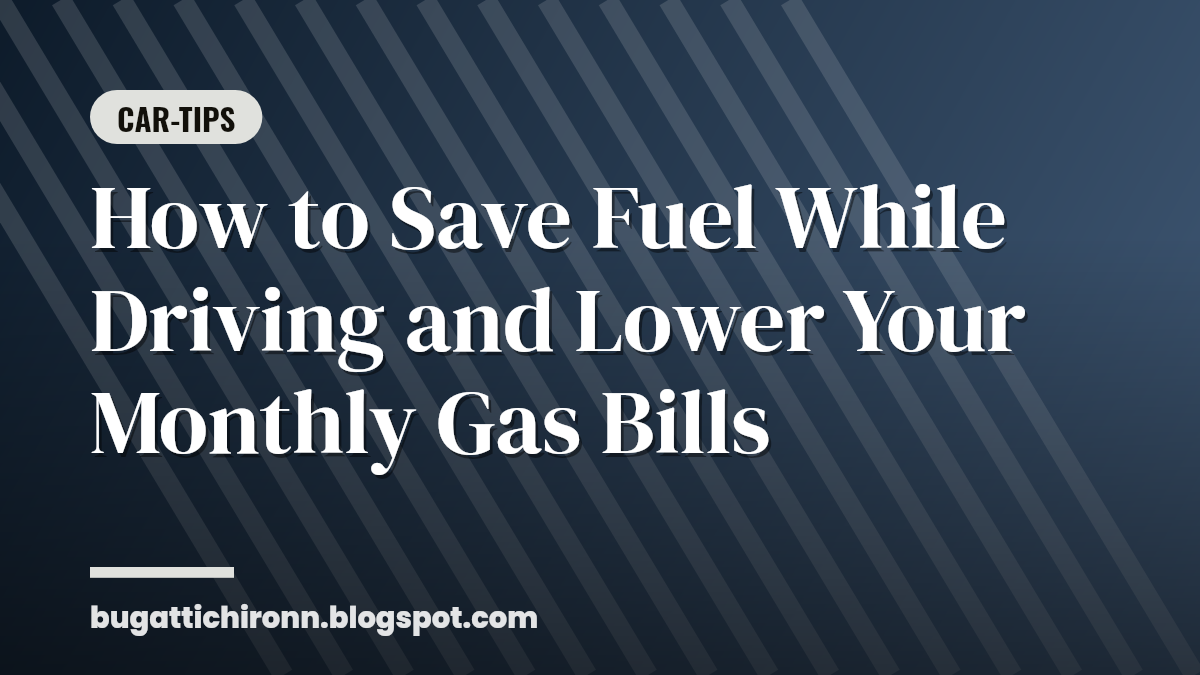 CAR-TIPS
How to Save Fuel While
Driving and Lower Your
Monthly Gas Bills
bugattichironn.blogspot.com